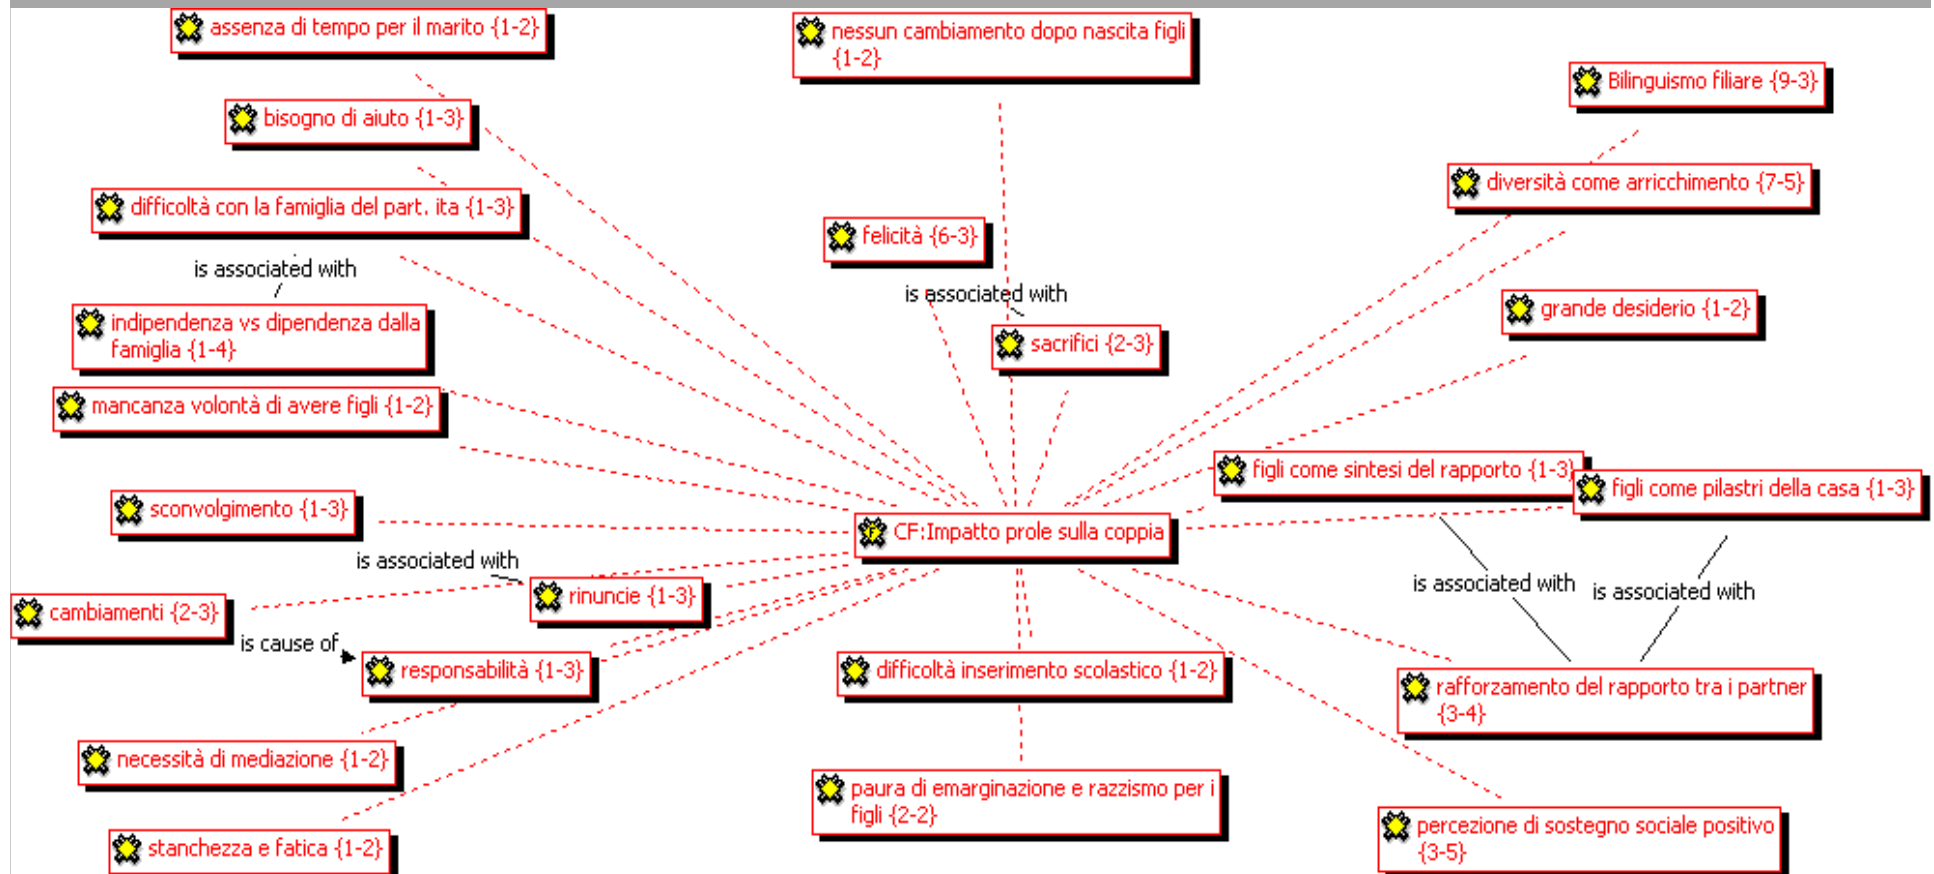 assenza di tempo per il marito {1-2}
nessun cambiamento dopo nascita figli
{1-2}
Bilinguismo filiare {9-3}
bisogno di aiuto {1-3}
diversità come arricchimento {7-5}
difficoltà con la famiglia del part. ita {1-3}
felicità {6-3}
is associated with
is associated with
grande desiderio {1-2}
indipendenza vs dipendenza dalla
famiglia {1-4}
sacrifici {2-3}
mancanza volontà di avere figli {1-2}
figli come sintesi del rapporto {1-3}
figli come pilastri della casa {1-3}
sconvolgimento {1-3}
CF:Impatto prole sulla coppia
is associated with
is associated with
is associated with
rinuncie {1-3}
cambiamenti {2-3}
is cause of
responsabilità {1-3}
difficoltà inserimento scolastico {1-2}
rafforzamento del rapporto tra i partner
{3-4}
necessità di mediazione {1-2}
paura di emarginazione e razzismo per i
figli {2-2}
percezione di sostegno sociale positivo
{3-5}
stanchezza e fatica {1-2}